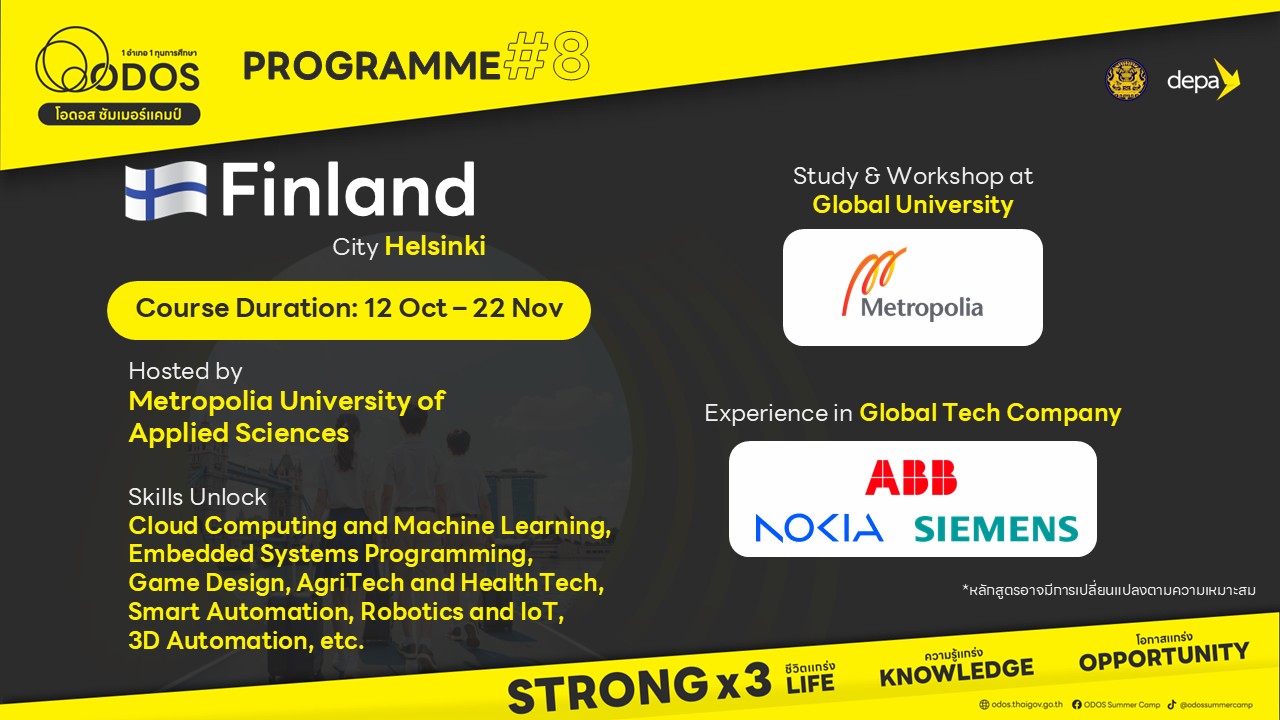 1 อำเภอ 1 ทุนการศึกษา
ODOS
โอดอส ซัมเมอร์แคมป์
PROGRAMME#8
depa
Finland
City Helsinki
Course Duration: 12 Oct – 22 Nov
Hosted by
Metropolia University of
Applied Sciences
Skills Unlock
Cloud Computing and Machine Learning,
Embedded Systems Programming,
Game Design, AgriTech and HealthTech,
Smart Automation, Robotics and IoT,
3D Automation, etc.
Study & Workshop at
Global University
Metropolia
Experience in Global Tech Company
ABB
NOKIA SIEMENS
*หลักสูตรอาจมีการเปลี่ยนแปลงตามความเหมาะสม
STRONG x 3
ชีวิตแกร่ง
LIFE
ความรู้แกร่ง
KNOWLEDGE
โอกาสแกร่ง
OPPORTUNITY
odos.thaigov.go.th ODOS Summer Camp @odossummercamp